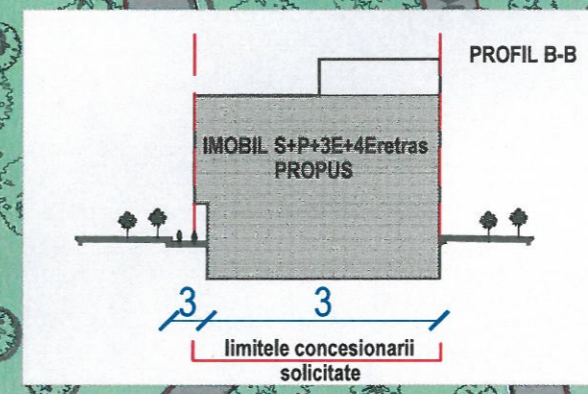 PROFIL B-B
IMOBIL S+P+3E+4Eretras
PROPUS
3 3
limitele concesionarii
solicitate